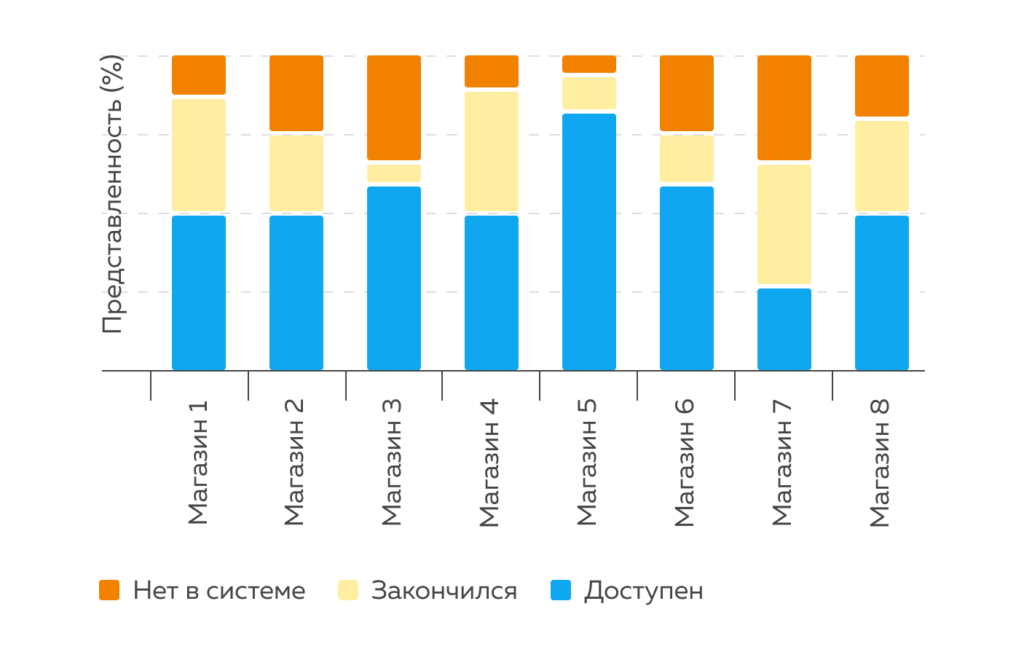 Представленность (%)
Магазин 1
Магазин 2
Магазин 3
Магазин 4
Магазин 5
Магазин 6
Магазин 7
Магазин 8
Нет в системе
Закончился
Доступен